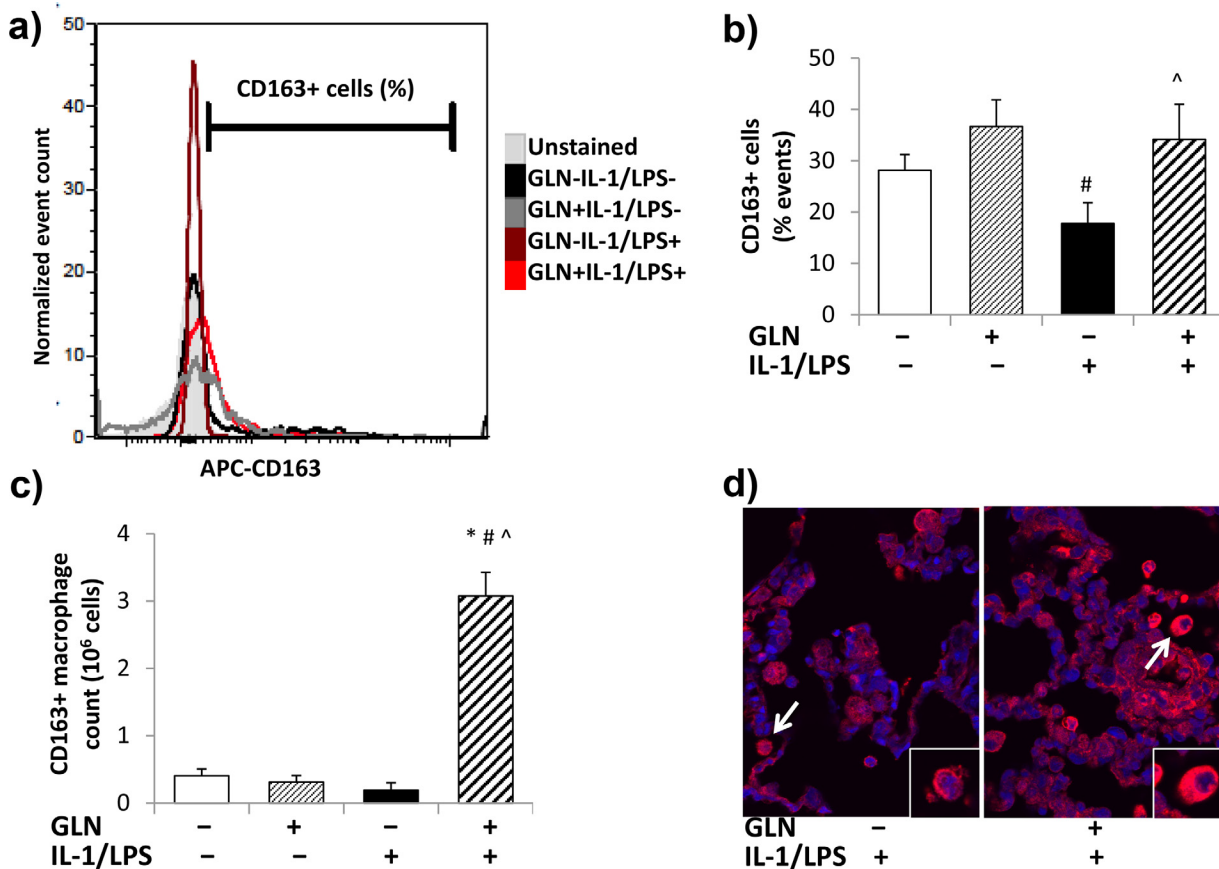 a)
50
40
30
20
10
0
Normalized event count
CD163+ cells (%)
APC-CD163
Unstained
GLN-IL-1/LPS-
GLN+IL-1/LPS-
GLN-IL-1/LPS+
GLN+IL-1/LPS+
b)
50
40
30
20
10
0
CD163+ cells
(% events)
#
^
GLN – + – +
IL-1/LPS – – + +
c)
4
3
2
1
0
CD163+ macrophage
count (10⁶ cells)
* # ^
GLN – + – +
IL-1/LPS – – + +
d)
GLN – +
IL-1/LPS + +